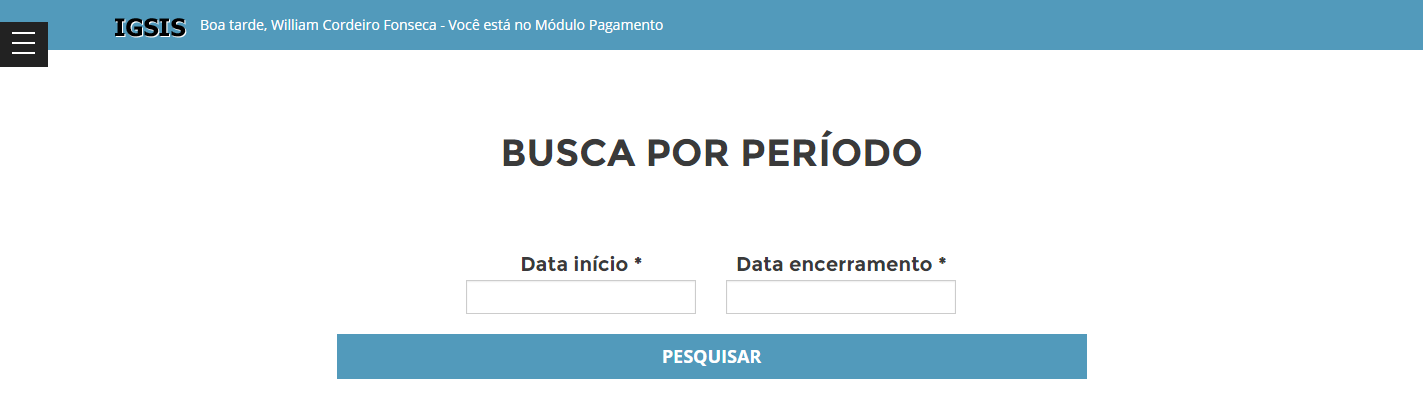 IGSIS Boa tarde, William Cordeiro Fonseca - Você está no Módulo Pagamento
BUSCA POR PERÍODO
Data início * Data encerramento *
PESQUISAR